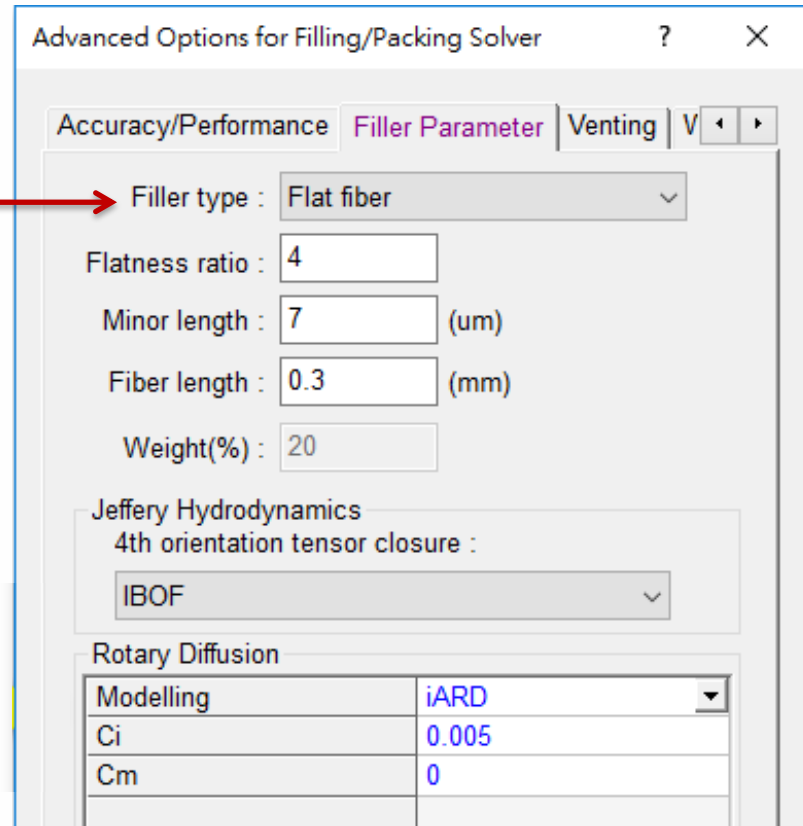 Advanced Options for Filling/Packing Solver ? ×
Accuracy/Performance Filler Parameter Venting V
Filler type : Flat fiber
Flatness ratio : 4
Minor length : 7 (um)
Fiber length : 0.3 (mm)
Weight(%) : 20
Jeffery Hydrodynamics
4th orientation tensor closure :
IBOF
Rotary Diffusion
Modelling iARD
Ci 0.005
Cm 0